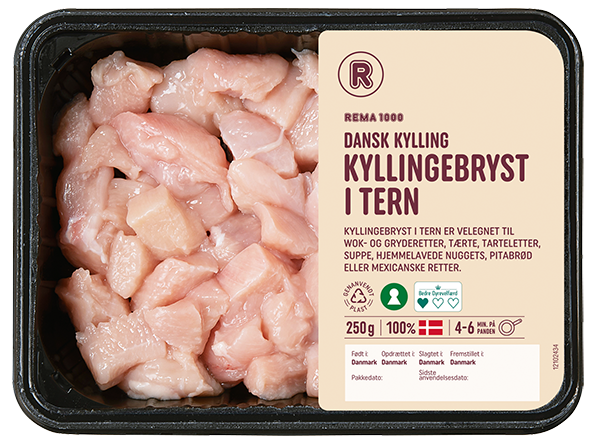 R
REMA 1000
DANSK KYLLING
KYLLINGEBRYST
I TERN
KYLLINGEBRYST I TERN ER VELEGNET TIL
WOK- OG GRYDERETTER, TÆRTE, TARTELETTER,
SUPPE, HJEMMELAVEDE NUGGETS, PITABRØD
ELLER MEXICANSKE RETTER.
GENANVENDT PLAST
Bedre Dyrevelfærd
250g 100% 4-6 MIN. PÅ PANDEN
Født i: Opdrættet i: Slagtet i: Fremstillet i:
Danmark Danmark Danmark Danmark
Pakkedato: Sidste anvendelsesdato:
12102434